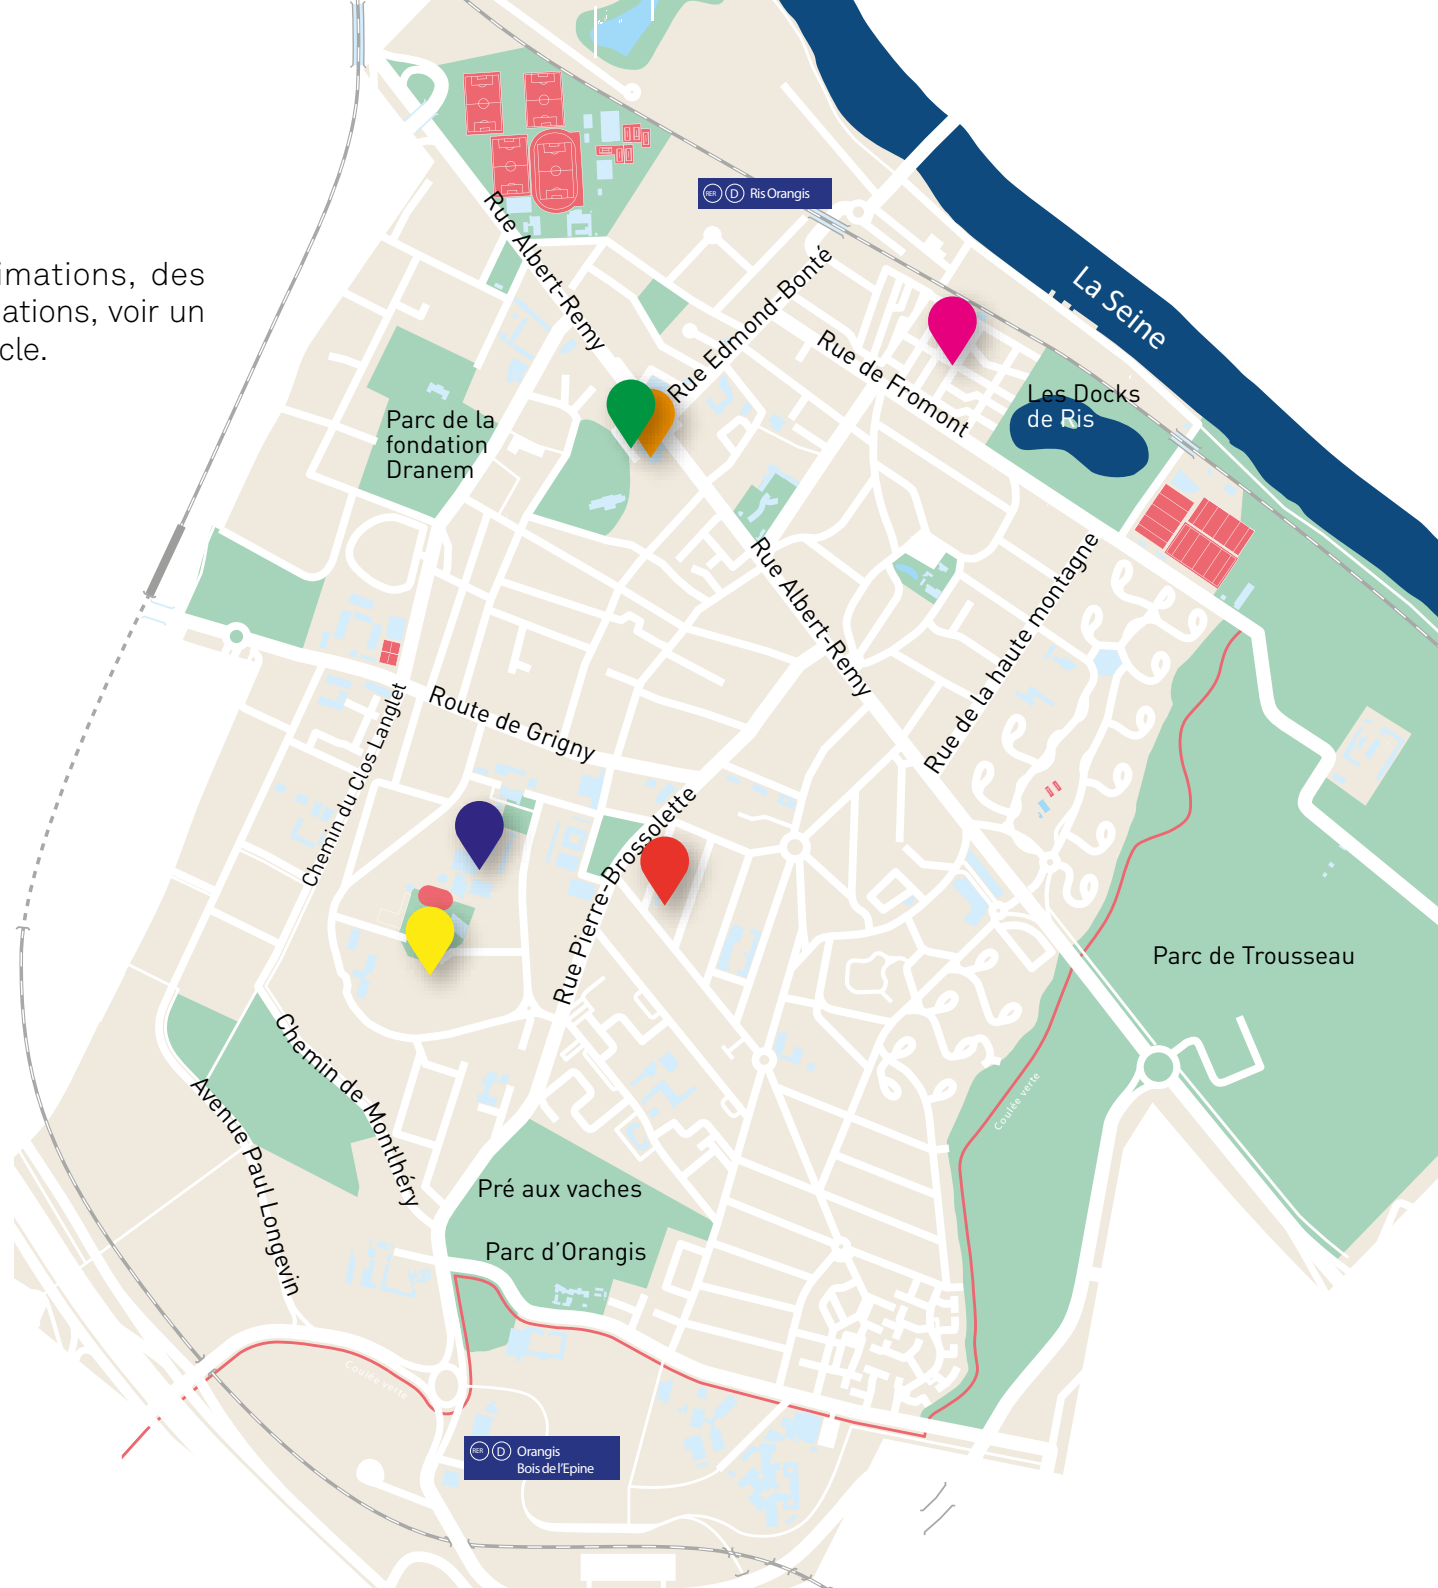 imations, des
ations, voir un
cle.
RER D Ris Orangis
La Seine
Rue Albert-Remy
Rue Edmond-Bonté
Rue de Fromont
Les Docks
de Ris
Parc de la
fondation
Dranem
Rue Albert-Remy
Rue de la haute montagne
Route de Grigny
Chemin du Clos Langlet
Rue Pierre-Brossolette
Parc de Trousseau
Chemin de Montlhéry
Avenue Paul Longevin
Coulée verte
Pré aux vaches
Parc d'Orangis
Coulée verte
RER D Orangis
Bois de l'Epine